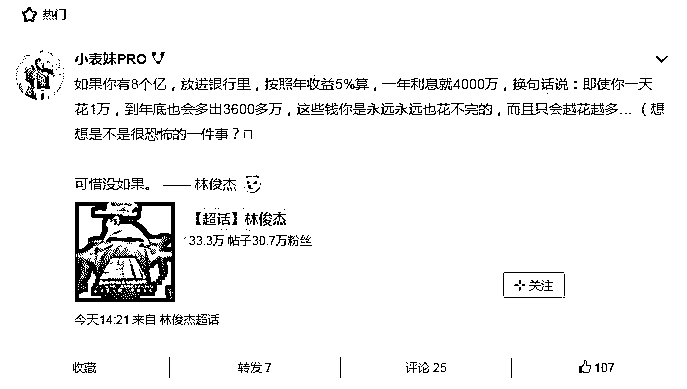 热门
小表妹PRO
如果你有8个亿，放进银行里，按照年收益5%算，一年利息就4000万，换句话说：即使你一天
花1万，到年底也会多出3600多万，这些钱你是永远永远也花不完的，而且只会越花越多...（想
想是不是很恐怖的一件事？
可惜没如果。 —— 林俊杰
【超话】林俊杰
133.3万 帖子30.7万粉丝
关注
今天14:21 来自 林俊杰超话
收藏 转发 7 评论 25 107